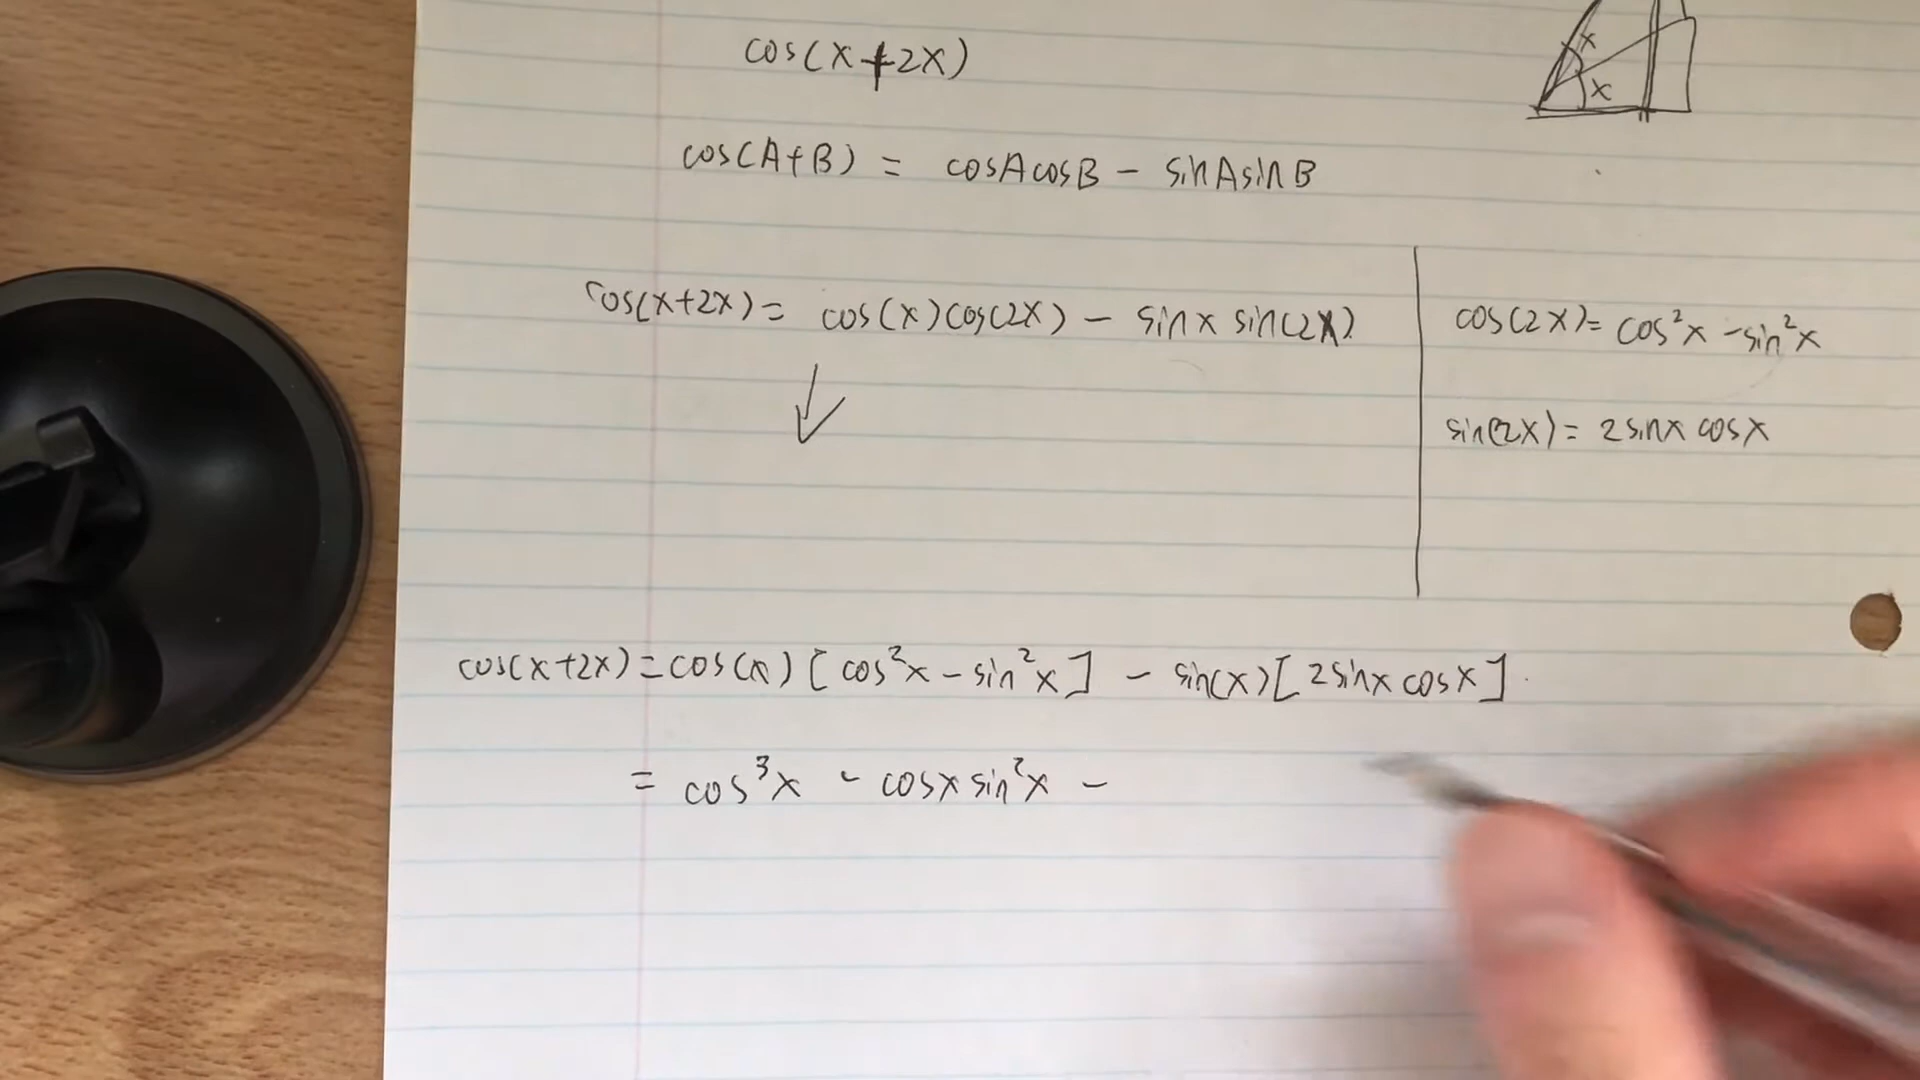 x
x
cos(x+2x)
cos(A+B) = cosAcosB - sinAsinB
cos(x+2x)= cos(x)cos(2x) - sinx sin(2x)
cos(2x)= cos²x -sin²x
sin(2x)= 2sinx cosx
cos(x+2x)=cos(x)[cos²x-sin²x] - sin(x)[2sinx cosx]
= cos³x - cosx sin²x -